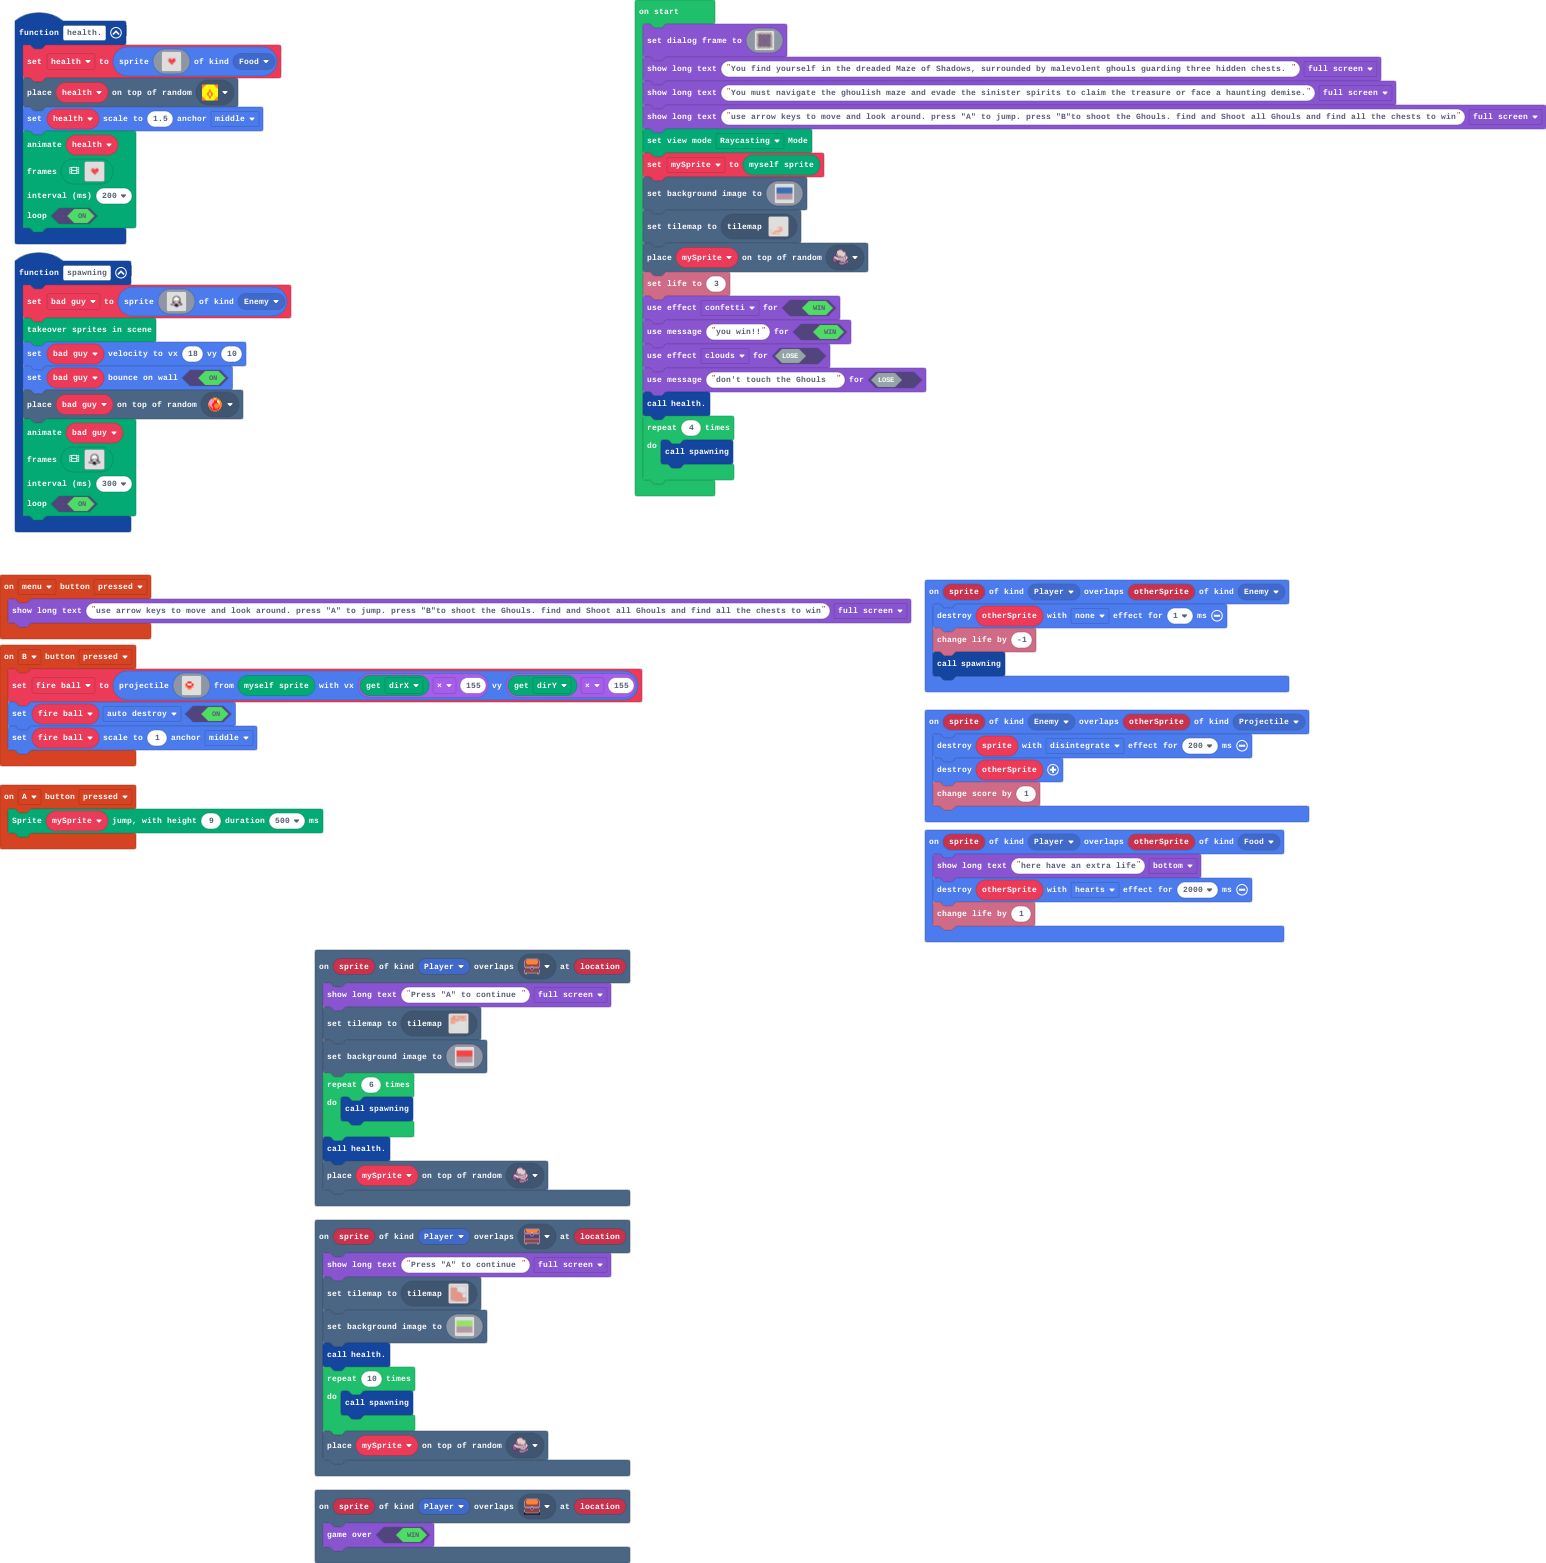 function health.
set health to sprite of kind Food
place health on top of random
set health scale to 1.5 anchor middle
animate health
frames
interval (ms) 200
loop ON
function spawning
set bad guy to sprite of kind Enemy
takeover sprites in scene
set bad guy velocity to vx 18 vy 10
set bad guy bounce on wall ON
place bad guy on top of random
animate bad guy
frames
interval (ms) 300
loop ON
on start
set dialog frame to
show long text "You find yourself in the dreaded Maze of Shadows, surrounded by malevolent ghouls guarding three hidden chests. " full screen
show long text "You must navigate the ghoulish maze and evade the sinister spirits to claim the treasure or face a haunting demise." full screen
show long text "use arrow keys to move and look around. press "A" to jump. press "B"to shoot the Ghouls. find and Shoot all Ghouls and find all the chests to win" full screen
set view mode Raycasting Mode
set mySprite to myself sprite
set background image to
set tilemap to tilemap
place mySprite on top of random
set life to 3
use effect confetti for WIN
use message "you win!!" for WIN
use effect clouds for LOSE
use message "don't touch the Ghouls  " for LOSE
call health.
repeat 4 times
do call spawning
on menu button pressed
show long text "use arrow keys to move and look around. press "A" to jump. press "B"to shoot the Ghouls. find and Shoot all Ghouls and find all the chests to win" full screen
on B button pressed
set fire ball to projectile from myself sprite with vx get dirX × 155 vy get dirY × 155
set fire ball auto destroy ON
set fire ball scale to 1 anchor middle
on A button pressed
Sprite mySprite jump, with height 9 duration 500 ms
on sprite of kind Player overlaps otherSprite of kind Enemy
destroy otherSprite with none effect for 1 ms
change life by -1
call spawning
on sprite of kind Enemy overlaps otherSprite of kind Projectile
destroy sprite with disintegrate effect for 200 ms
destroy otherSprite
change score by 1
on sprite of kind Player overlaps otherSprite of kind Food
show long text "here have an extra life" bottom
destroy otherSprite with hearts effect for 2000 ms
change life by 1
on sprite of kind Player overlaps at location
show long text "Press "A" to continue " full screen
set tilemap to tilemap
set background image to
repeat 6 times
do call spawning
call health.
place mySprite on top of random
on sprite of kind Player overlaps at location
show long text "Press "A" to continue " full screen
set tilemap to tilemap
set background image to
call health.
repeat 10 times
do call spawning
place mySprite on top of random
on sprite of kind Player overlaps at location
game over WIN